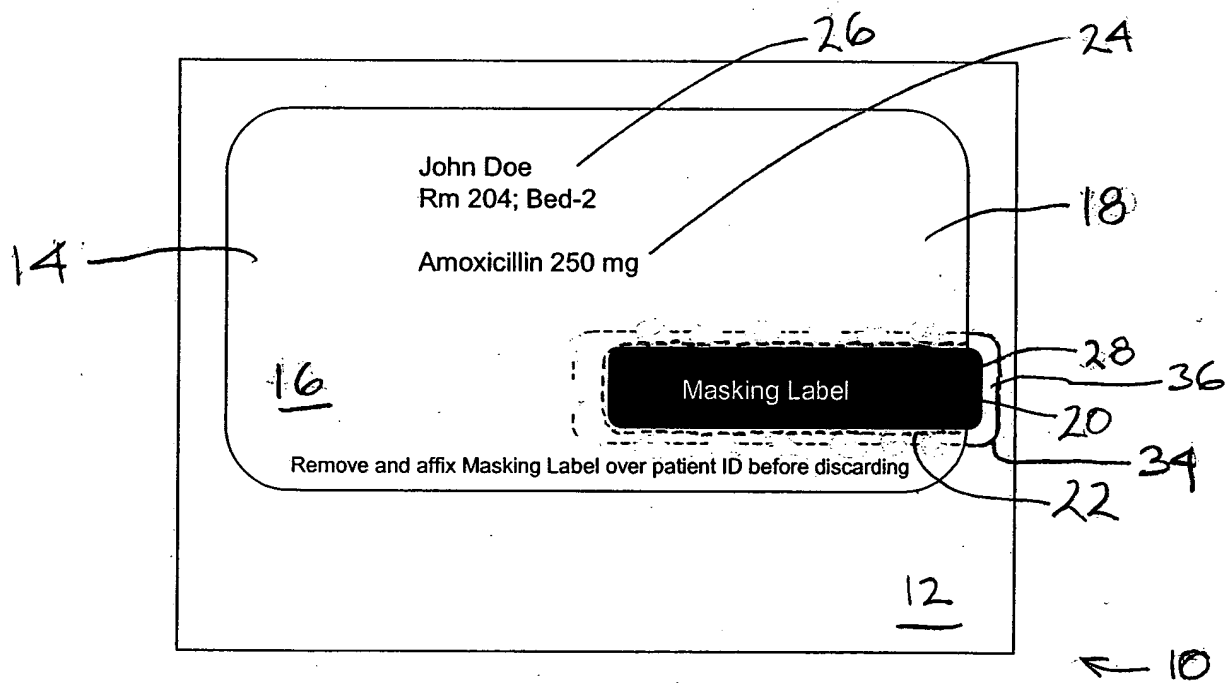 26
24
John Doe
Rm 204; Bed-2
18
14
Amoxicillin 250 mg
28
16
Masking Label
36
20
Remove and affix Masking Label over patient ID before discarding
34
22
12
10